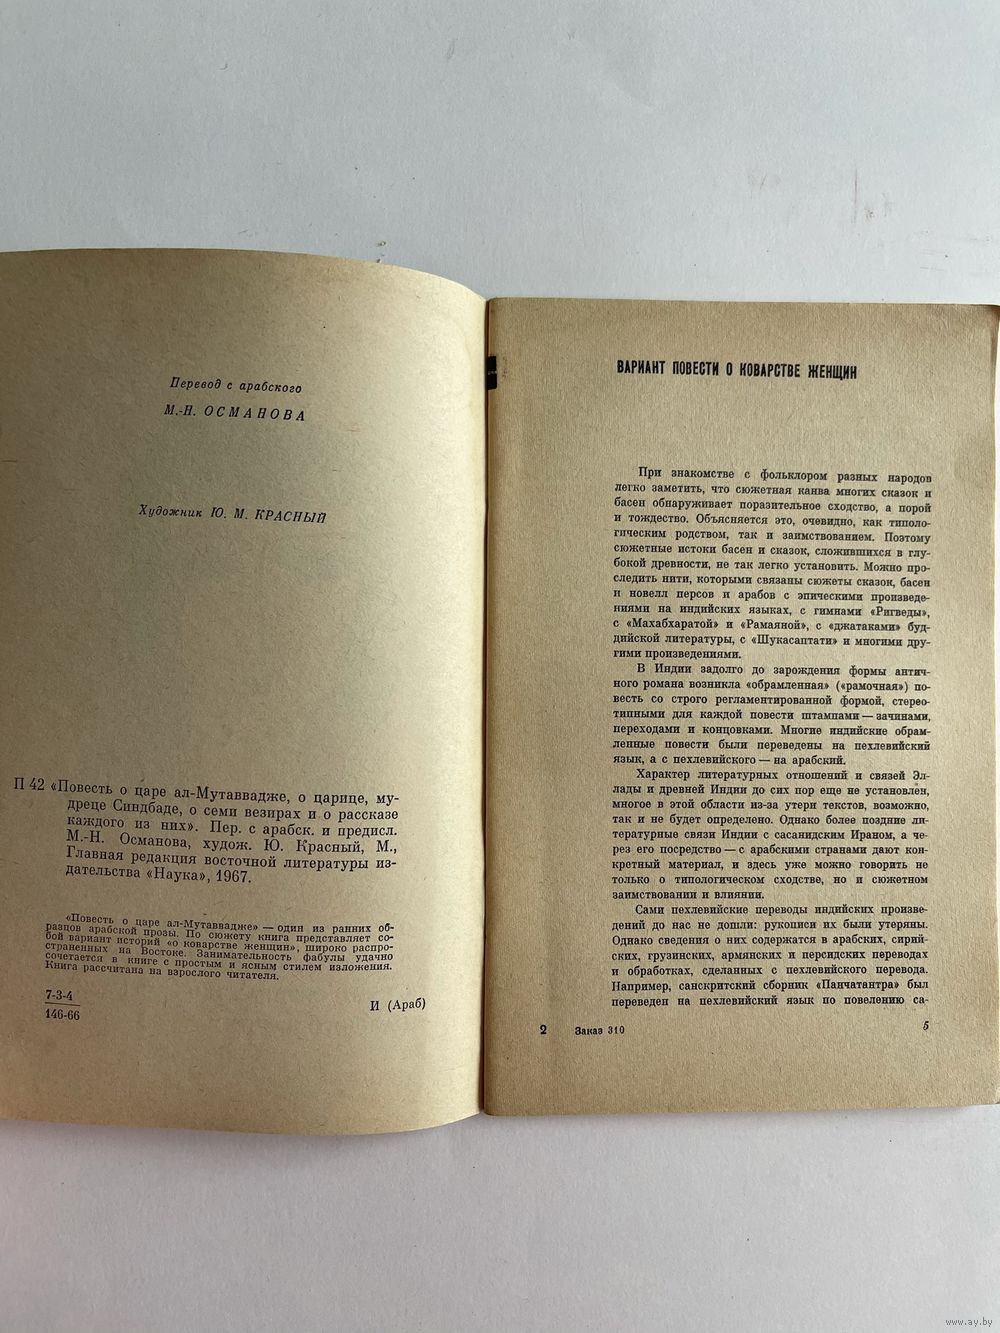 Перевод с арабского
М.-Н. ОСМАНОВА
Художник Ю. М. КРАСНЫЙ
П 42 «Повесть о царе ал-Мутаввадже, о царице, му-
дреце Синдбаде, о семи везирах и о рассказе
каждого из них». Пер. с арабск. и предисл.
М.-Н. Османова, худож. Ю. Красный, М.,
Главная редакция восточной литературы из-
дательства «Наука», 1967.
«Повесть о царе ал-Мутаввадже» — один из ранних об-
разцов арабской прозы. По сюжету книга представляет со-
бой вариант историй «о коварстве женщин», широко распро-
страненных на Востоке. Занимательность фабулы удачно
сочетается в книге с простым и ясным стилем изложения.
Книга рассчитана на взрослого читателя.
7-3-4
146-66
И (Араб)
ВАРИАНТ ПОВЕСТИ О КОВАРСТВЕ ЖЕНЩИН
При знакомстве с фольклором разных народов
легко заметить, что сюжетная канва многих сказок и
басен обнаруживает поразительное сходство, а порой
и тождество. Объясняется это, очевидно, как типоло-
гическим родством, так и заимствованием. Поэтому
сюжетные истоки басен и сказок, сложившихся в глу-
бокой древности, не так легко установить. Можно про-
следить нити, которыми связаны сюжеты сказок, басен
и новелл персов и арабов с эпическими произведе-
ниями на индийских языках, с гимнами «Ригведы»,
с «Махабхаратой» и «Рамаяной», с «джатаками» буд-
дийской литературы, с «Шукасаптати» и многими дру-
гими произведениями.
В Индии задолго до зарождения формы антич-
ного романа возникла «обрамленная» («рамочная») по-
весть со строго регламентированной формой, стерео-
типными для каждой повести штампами — зачинами,
переходами и концовками. Многие индийские обрам-
ленные повести были переведены на пехлевийский
язык, а с пехлевийского — на арабский.
Характер литературных отношений и связей Эл-
лады и древней Индии до сих пор еще не установлен,
многое в этой области из-за утери текстов, возможно,
так и не будет определено. Однако более поздние ли-
тературные связи Индии с сасанидским Ираном, а че-
рез его посредство — с арабскими странами дают кон-
кретный материал, и здесь уже можно говорить не
только о типологическом сходстве, но и сюжетном
заимствовании и влиянии.
Сами пехлевийские переводы индийских произве-
дений до нас не дошли: рукописи их были утеряны.
Однако сведения о них содержатся в арабских, сирий-
ских, грузинских, армянских и персидских переводах
и обработках, сделанных с пехлевийского перевода.
Например, санскритский сборник «Панчатантра» был
переведен на пехлевийский язык по повелению са-
2 Заказ 310
5
www.ay.by